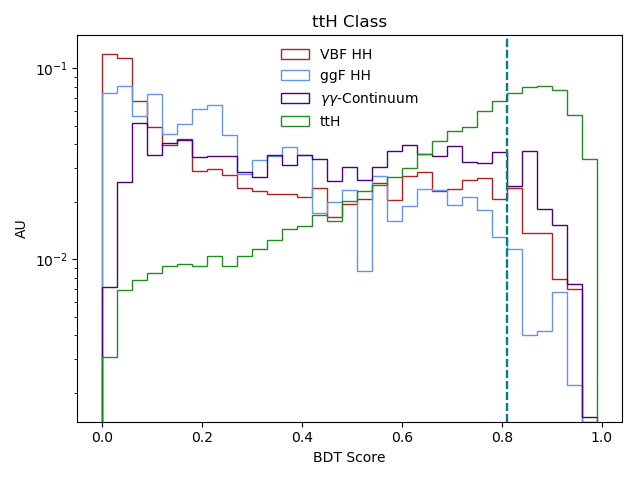 ttH Class
VBF HH
ggF HH
γγ-Continuum
ttH
AU
10⁻¹
10⁻²
0.0 0.2 0.4 0.6 0.8 1.0
BDT Score